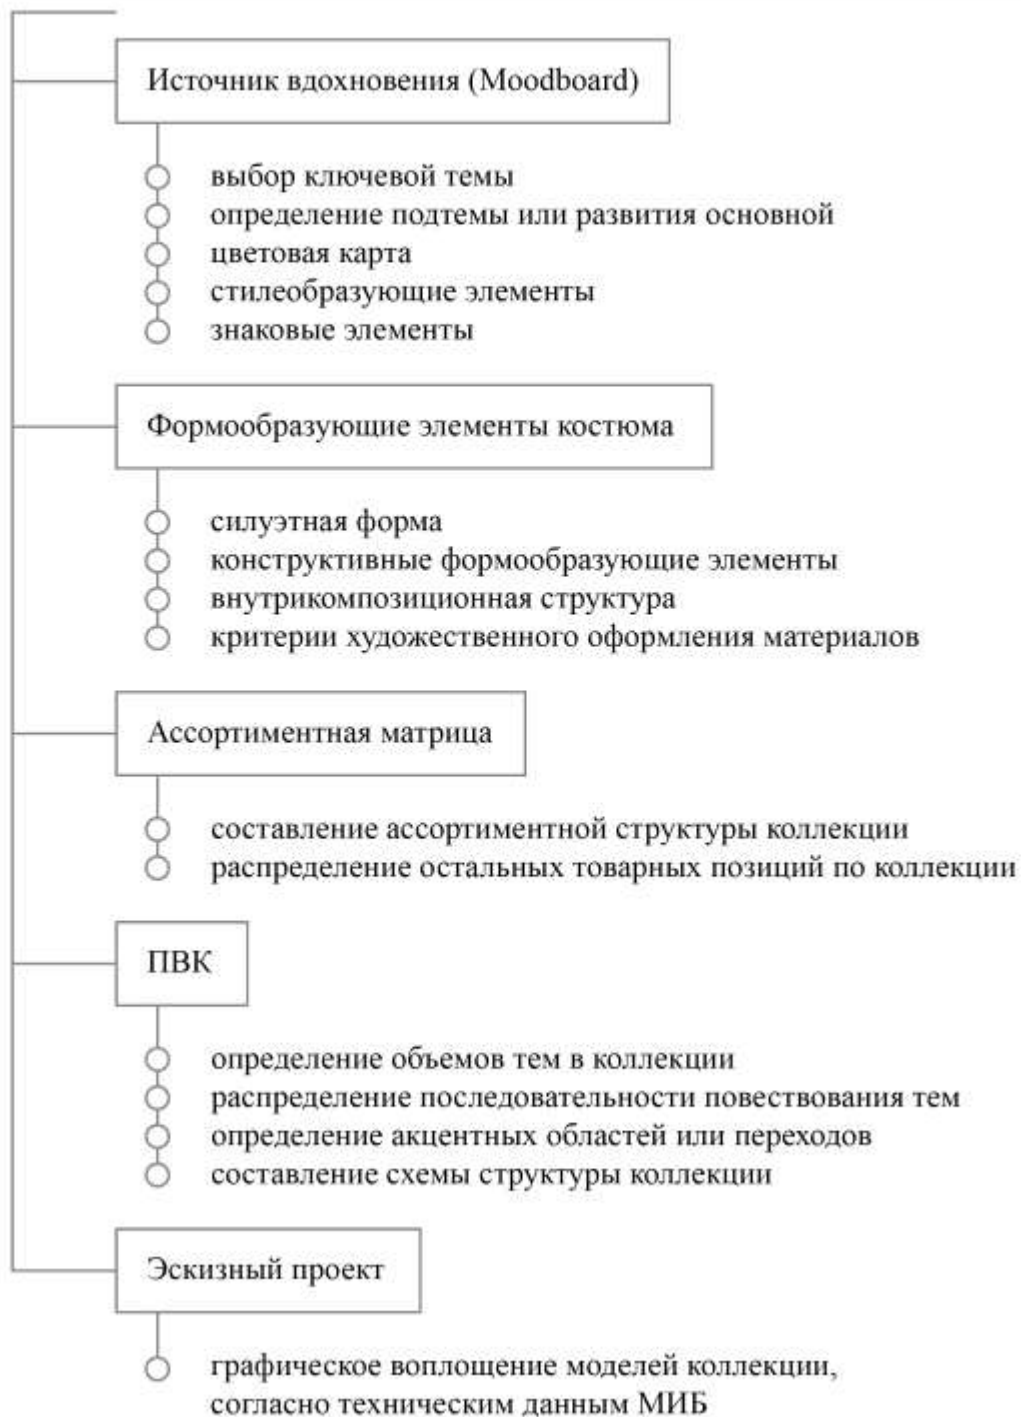 Источник вдохновения (Moodboard)
выбор ключевой темы
определение подтемы или развития основной
цветовая карта
стилеобразующие элементы
знаковые элементы
Формообразующие элементы костюма
силуэтная форма
конструктивные формообразующие элементы
внутрикомпозиционная структура
критерии художественного оформления материалов
Ассортиментная матрица
составление ассортиментной структуры коллекции
распределение остальных товарных позиций по коллекции
ПВК
определение объемов тем в коллекции
распределение последовательности повествования тем
определение акцентных областей или переходов
составление схемы структуры коллекции
Эскизный проект
графическое воплощение моделей коллекции,
согласно техническим данным МИБ